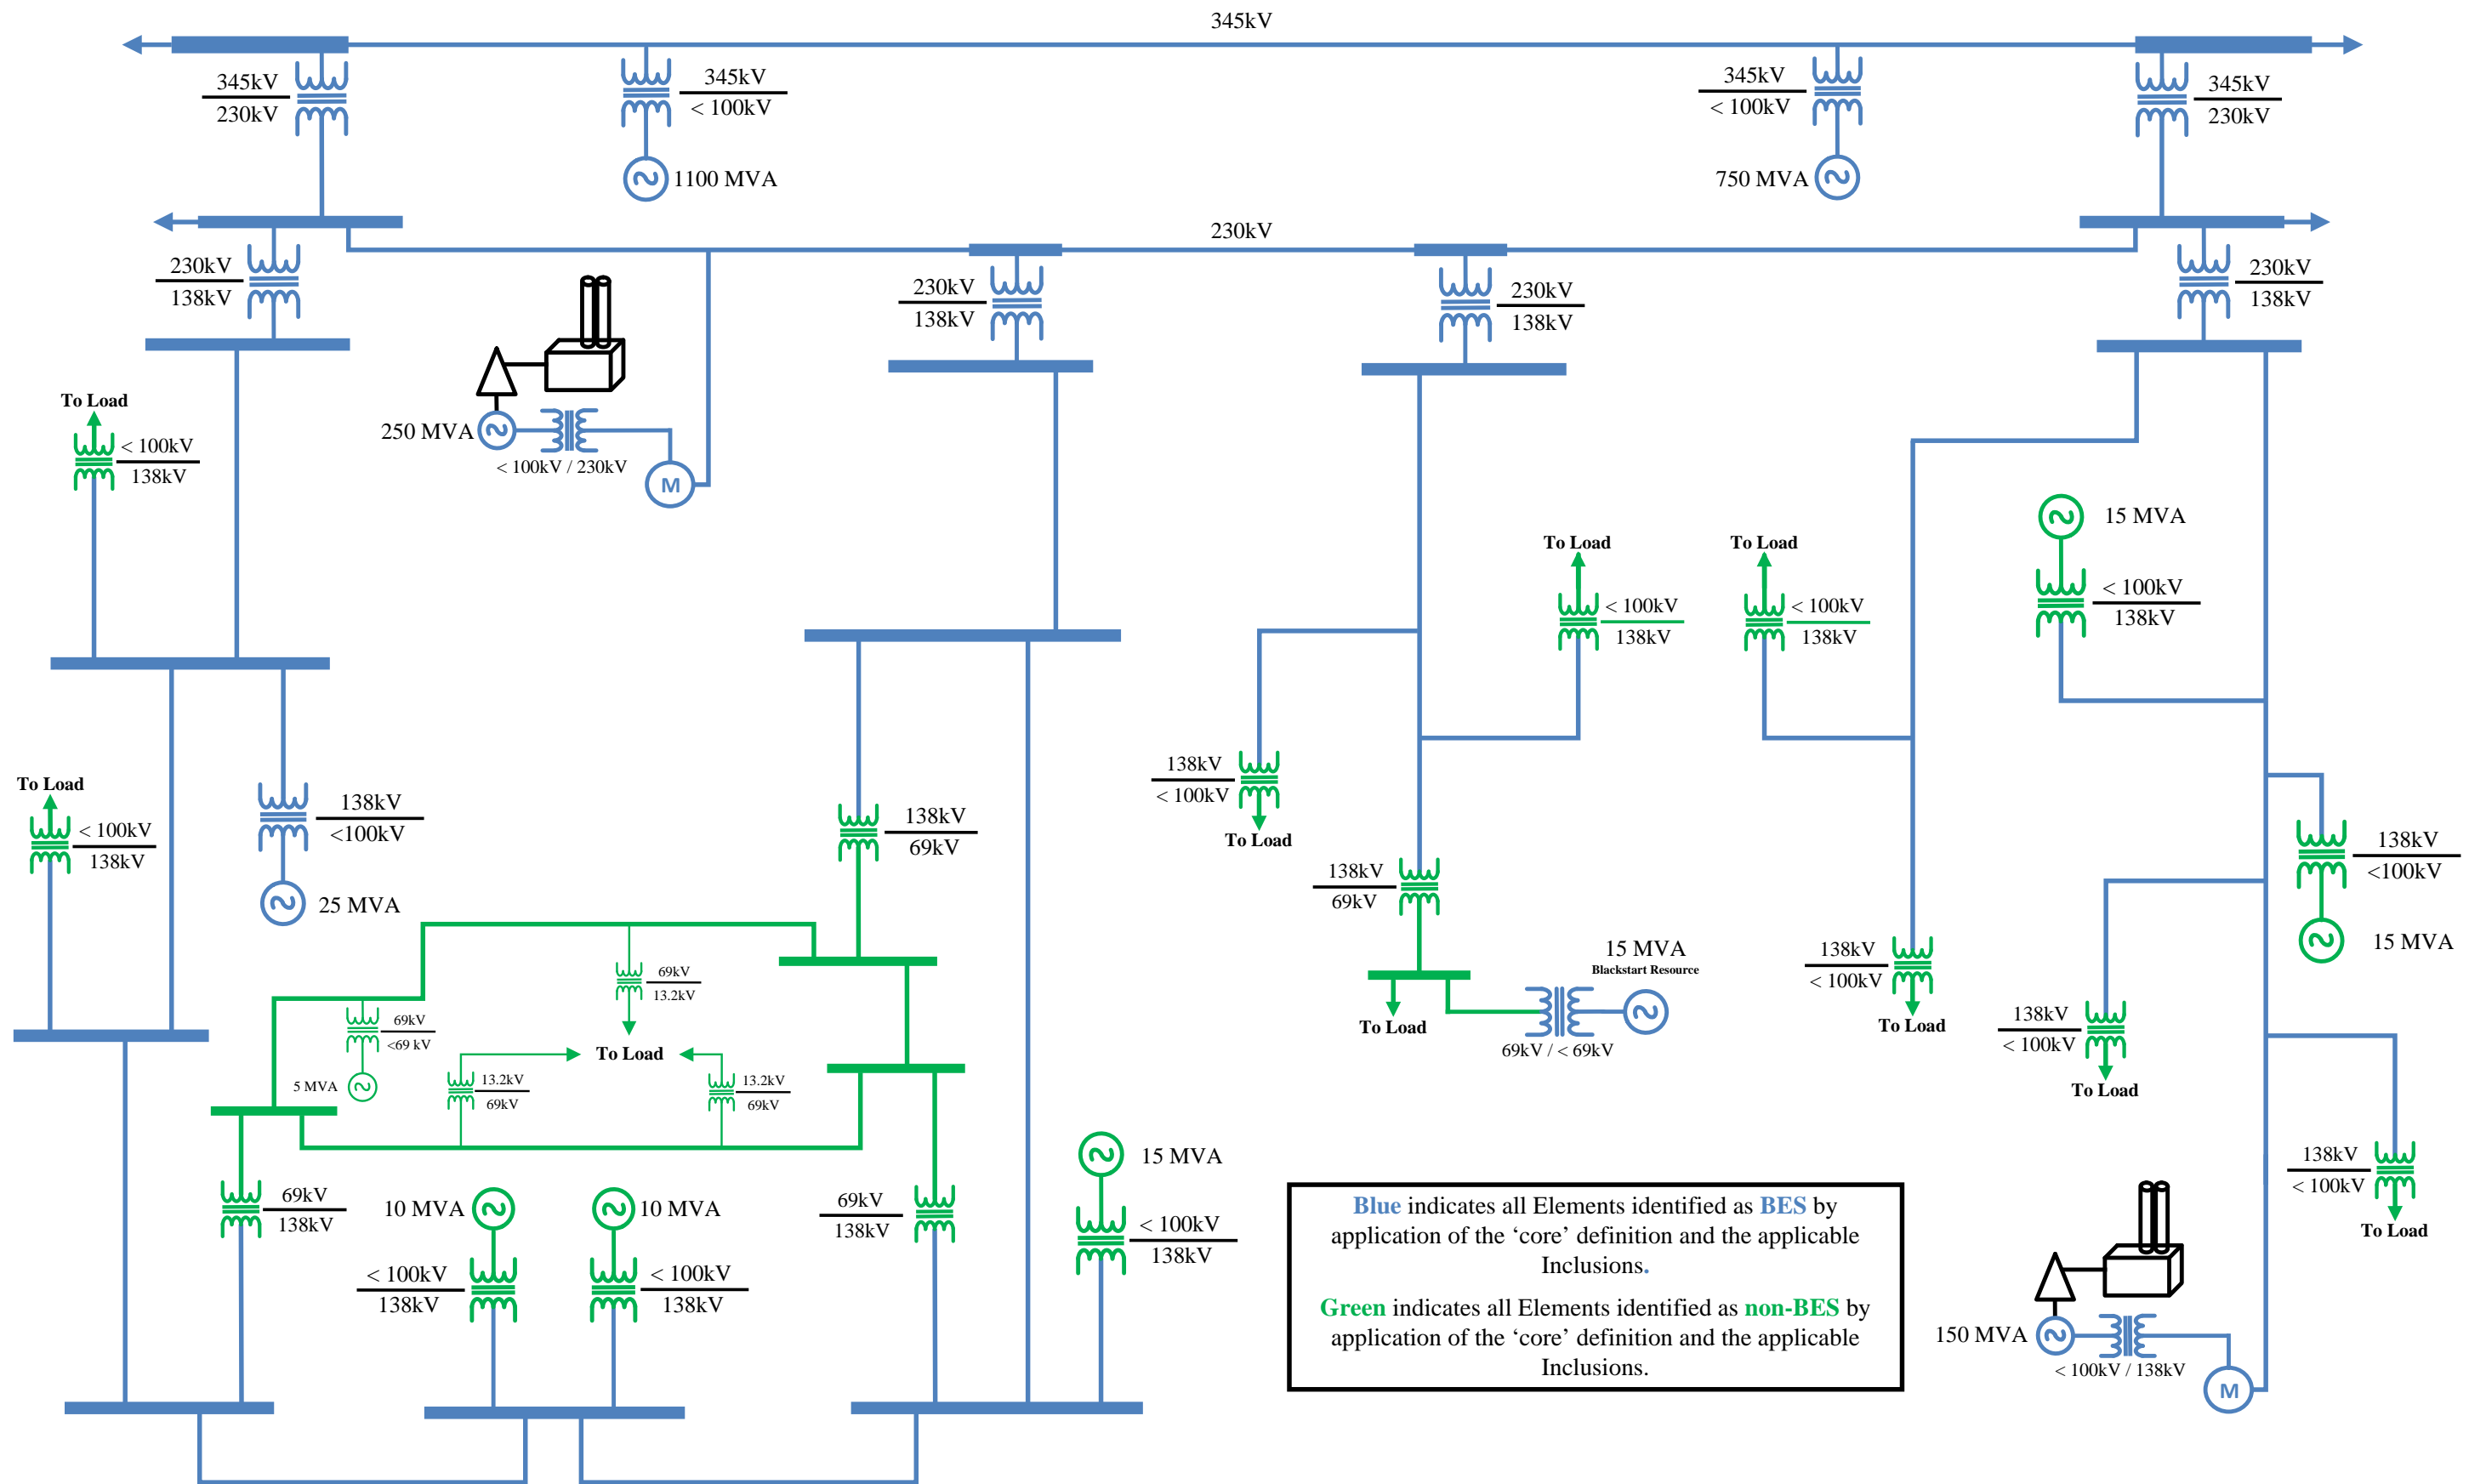 345kV
345kV
230kV
345kV
< 100kV
345kV
< 100kV
345kV
230kV
1100 MVA
750 MVA
230kV
230kV
138kV
230kV
138kV
230kV
138kV
230kV
138kV
To Load
< 100kV
138kV
250 MVA
< 100kV / 230kV
M
15 MVA
To Load
To Load
< 100kV
138kV
< 100kV
138kV
< 100kV
138kV
To Load
< 100kV
138kV
138kV
<100kV
25 MVA
138kV
69kV
138kV
< 100kV
To Load
138kV
69kV
138kV
<100kV
15 MVA
15 MVA
Blackstart Resource
69kV / < 69kV
To Load
138kV
< 100kV
To Load
138kV
< 100kV
To Load
69kV
13.2kV
69kV
<69 kV
5 MVA
To Load
13.2kV
69kV
13.2kV
69kV
69kV
138kV
10 MVA
10 MVA
< 100kV
138kV
< 100kV
138kV
69kV
138kV
15 MVA
< 100kV
138kV
138kV
< 100kV
To Load
150 MVA
< 100kV / 138kV
M
Blue indicates all Elements identified as BES by
application of the ‘core’ definition and the applicable
Inclusions.
Green indicates all Elements identified as non-BES by
application of the ‘core’ definition and the applicable
Inclusions.